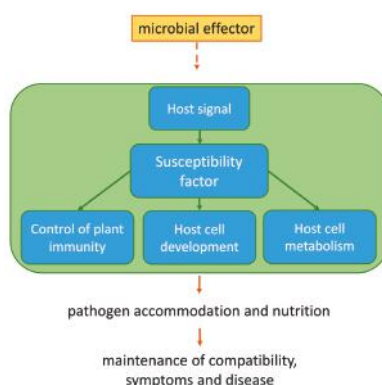 microbial effector
Host signal
Susceptibility
factor
Control of plant
immunity
Host cell
development
Host cell
metabolism
pathogen accommodation and nutrition
maintenance of compatibility,
symptoms and disease